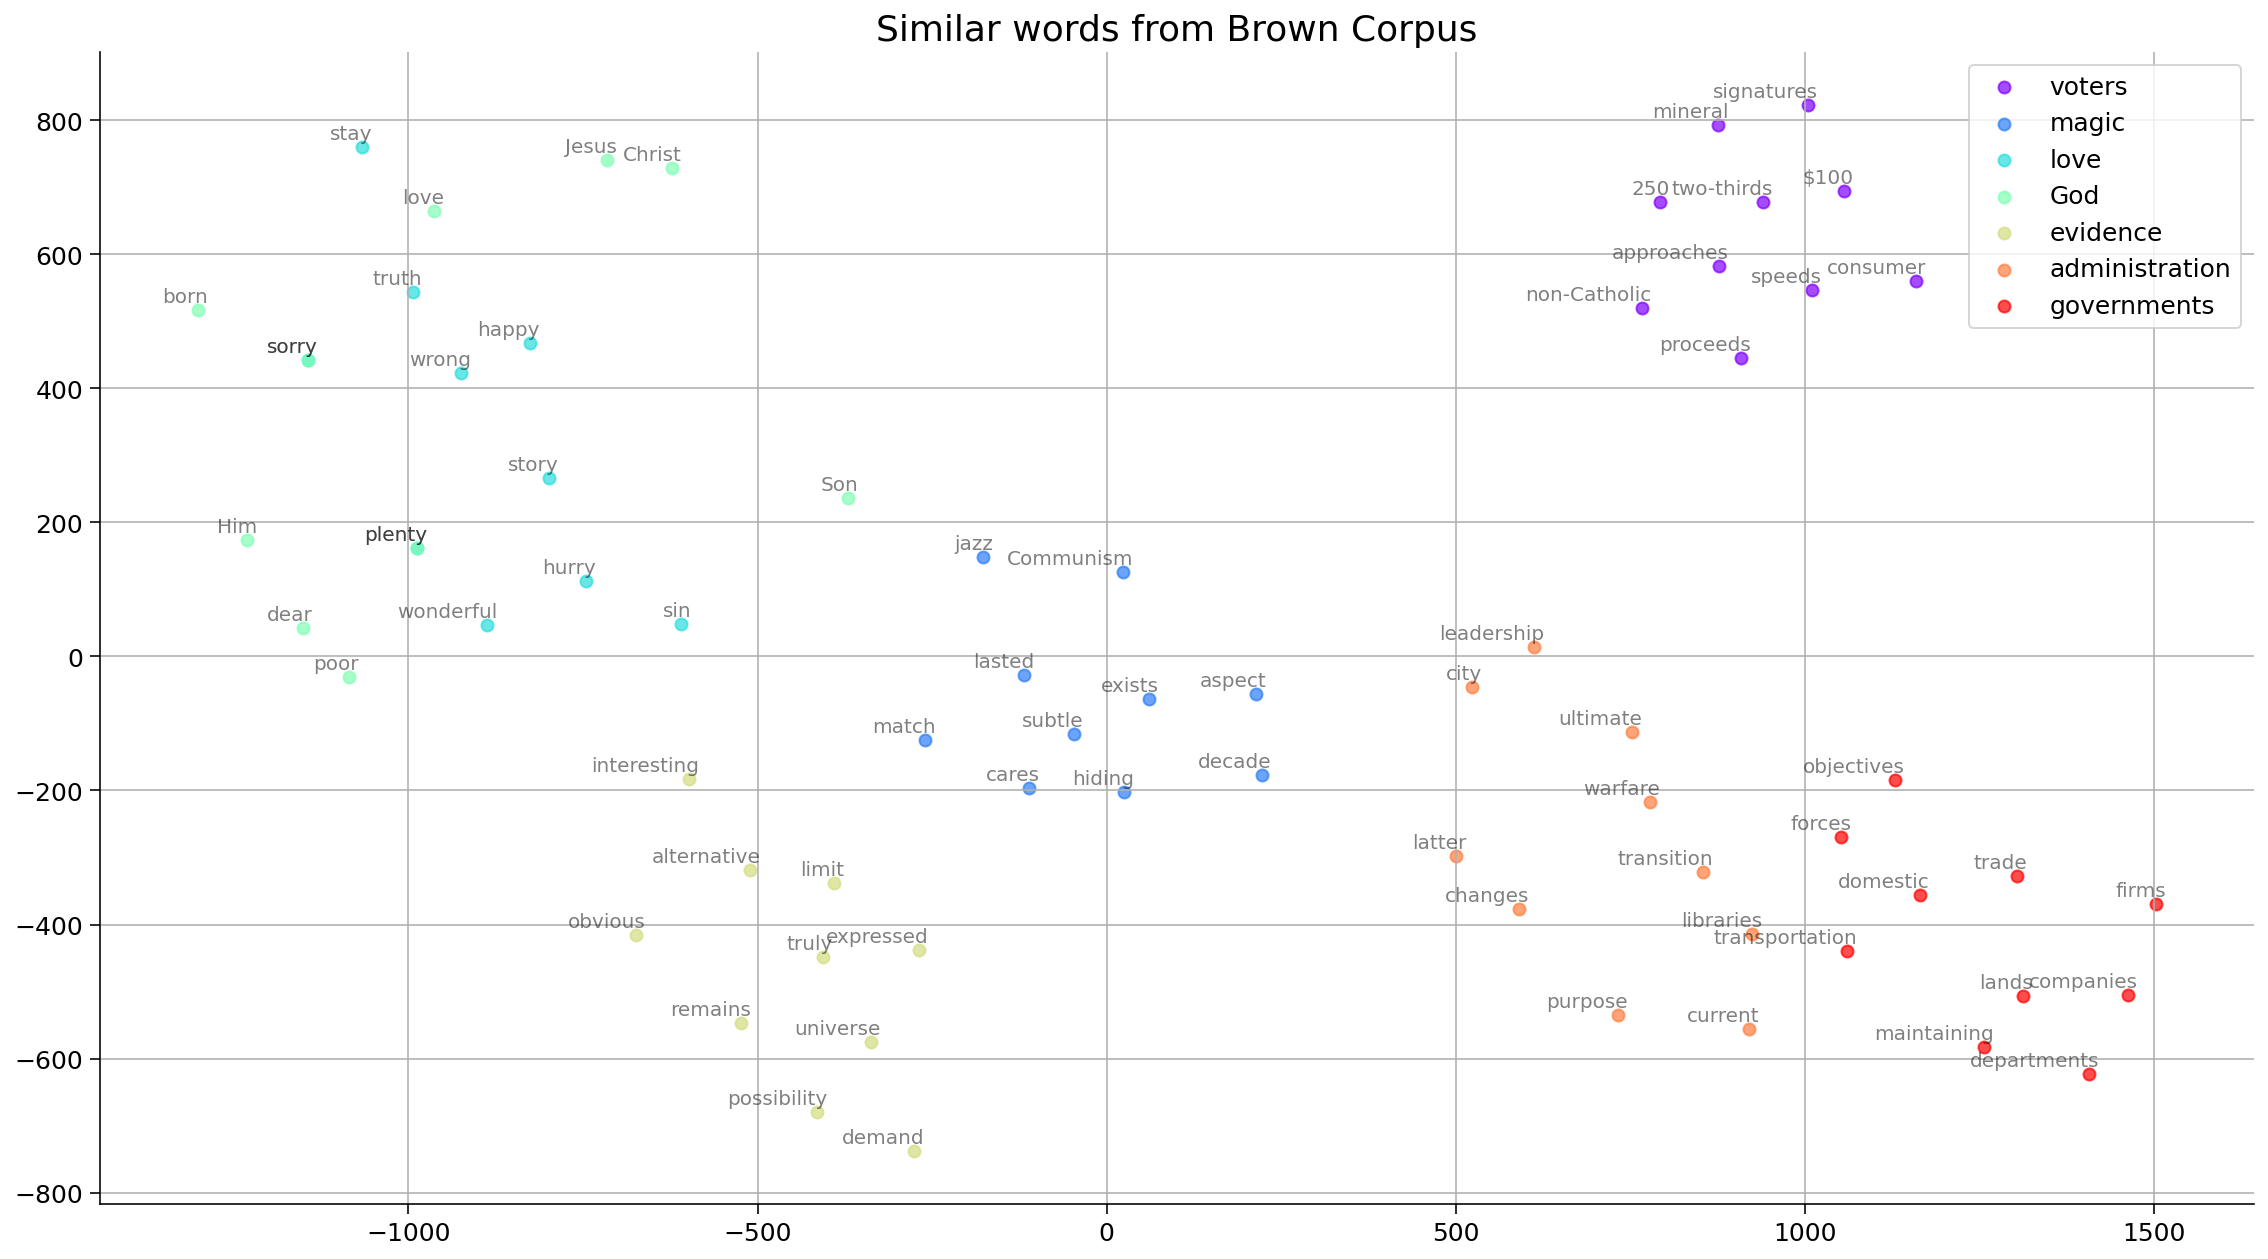 Similar words from Brown Corpus
signatures
voters
mineral
magic
800
stay
Jesus
Christ
love
250
two-thirds
$100
God
love
evidence
600
approaches
administration
truth
speeds
consumer
born
non-Catholic
governments
happy
sorry
wrong
proceeds
400
story
Son
200
Him
plenty
jazz
Communism
hurry
dear
wonderful
sin
leadership
0
poor
lasted
city
exists
aspect
match
subtle
ultimate
interesting
cares
hiding
decade
objectives
−200
warfare
forces
alternative
limit
latter
transition
trade
domestic
firms
changes
−400
obvious
libraries
truly
expressed
transportation
remains
lands
companies
universe
purpose
current
maintaining
−600
departments
possibility
demand
−800
−1000
−500
0
500
1000
1500